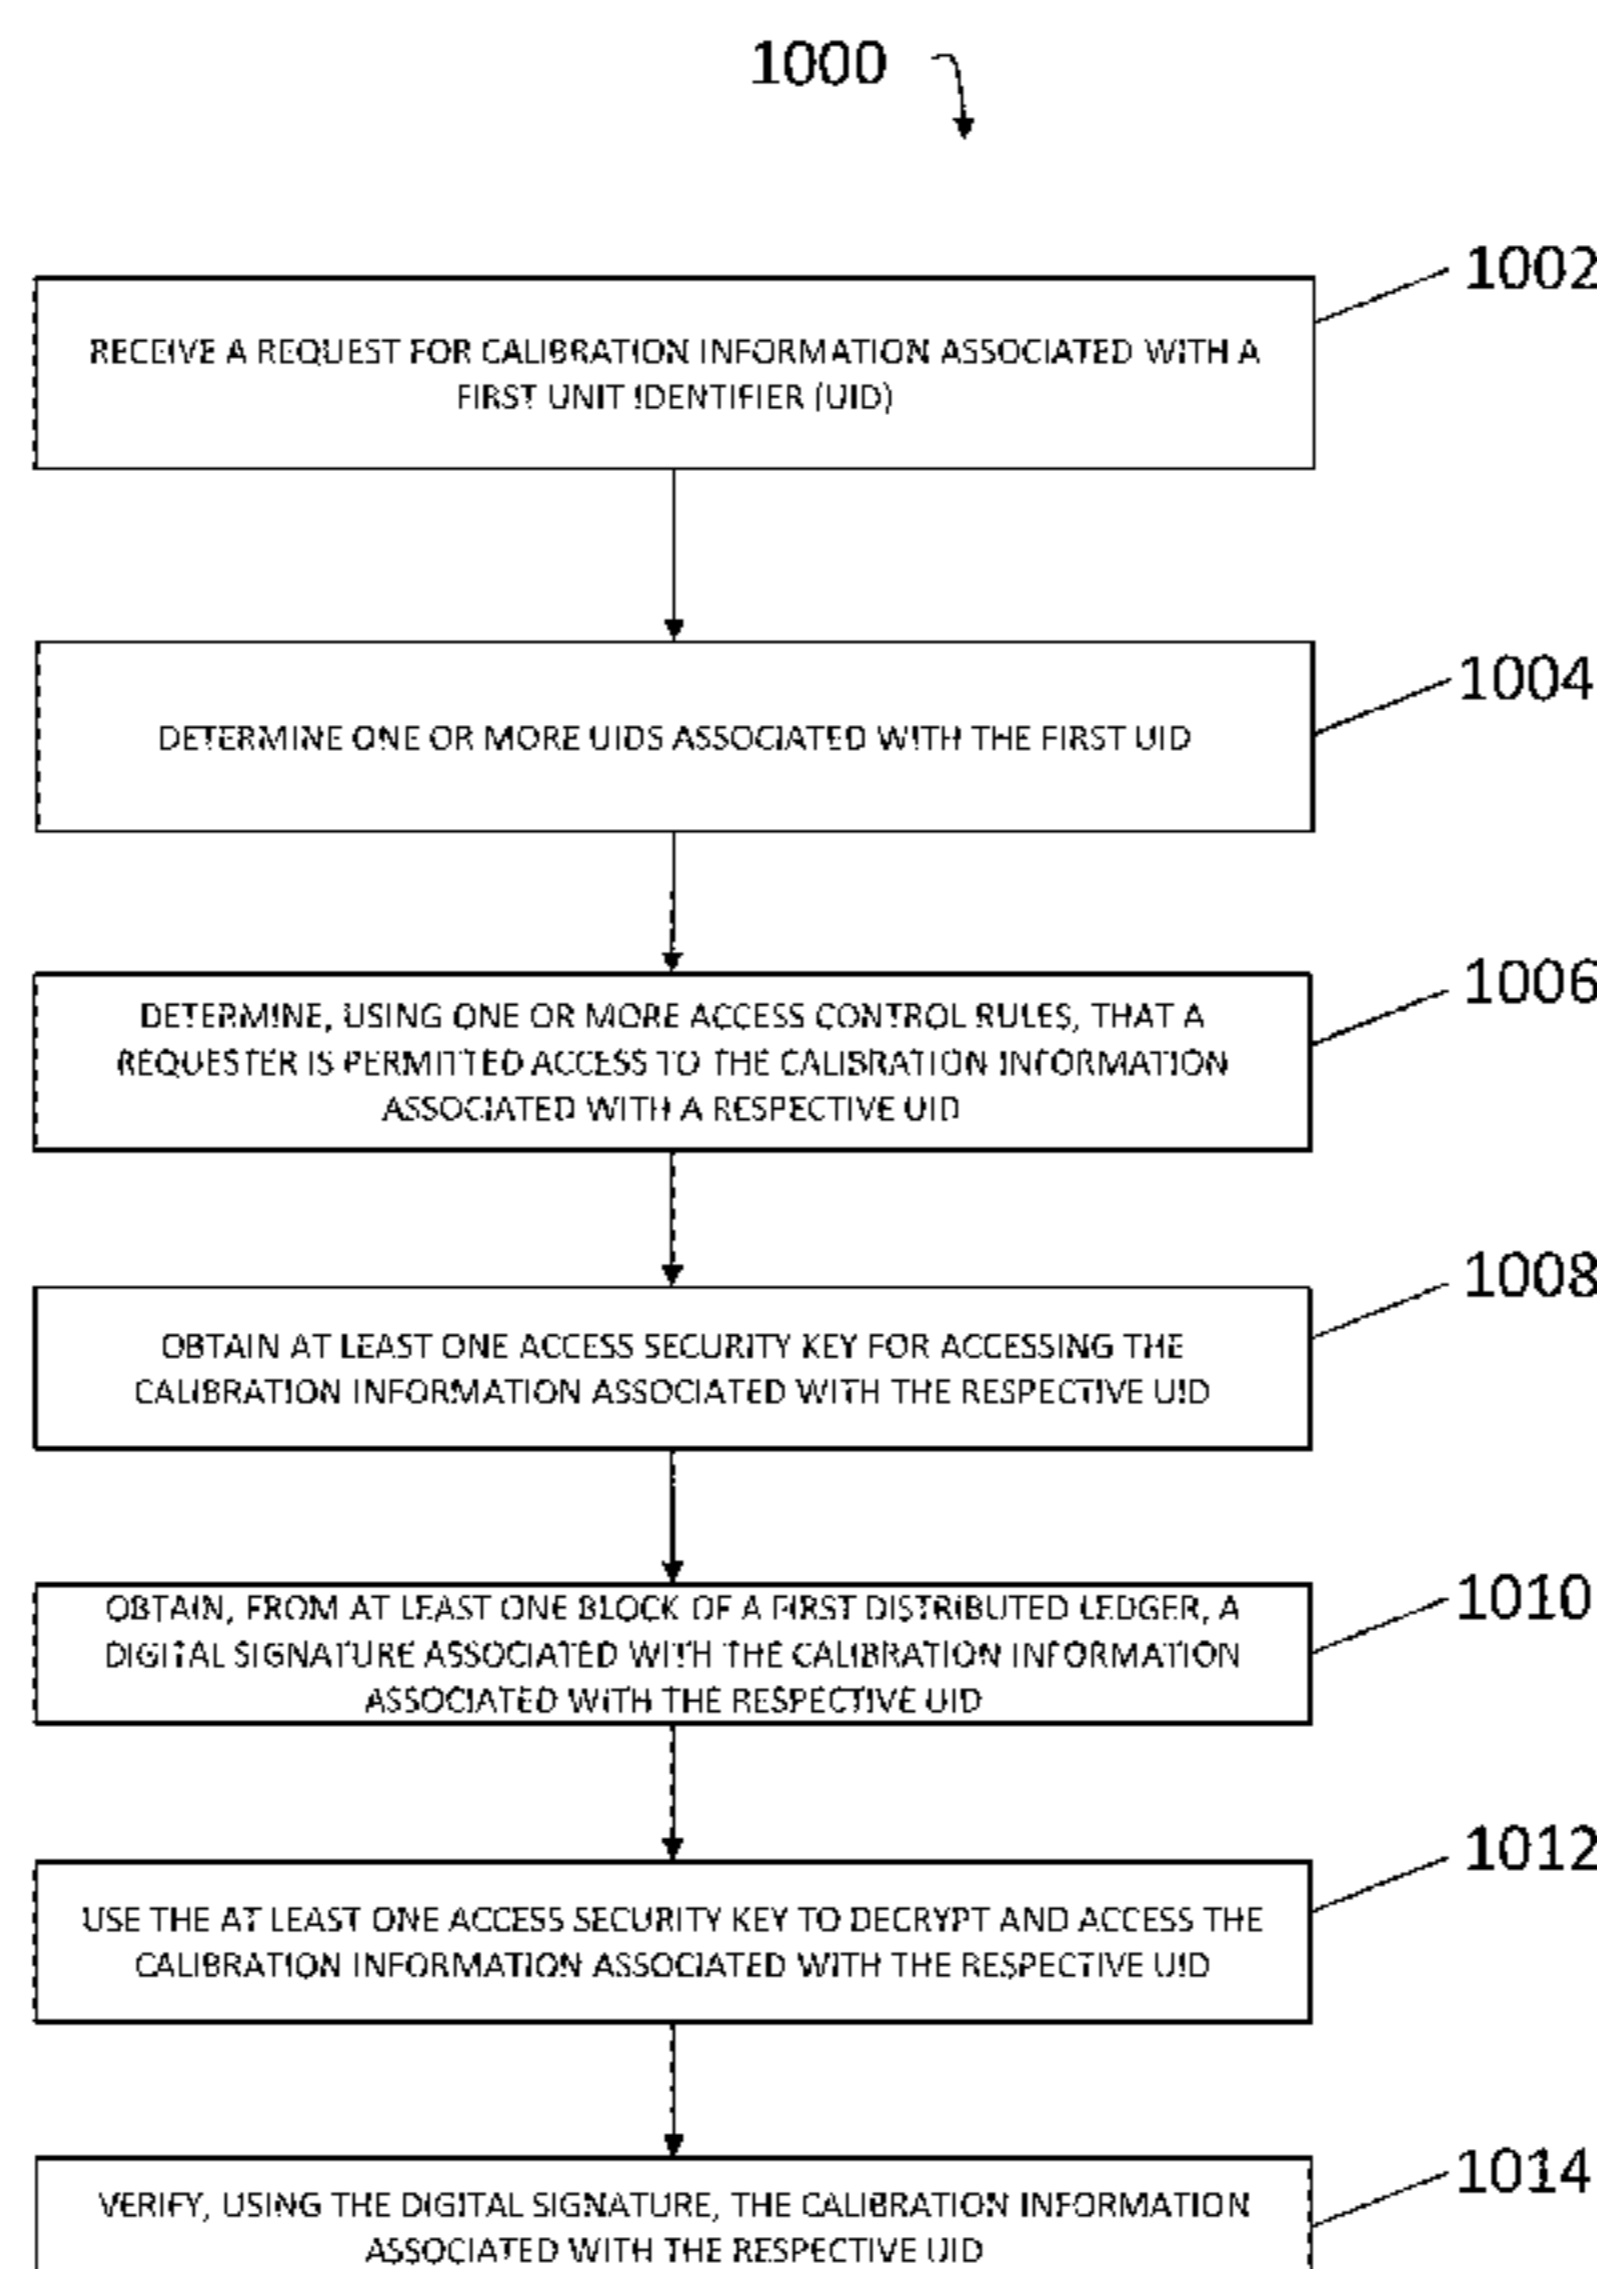 1000
1002
RECEIVE A REQUEST FOR CALIBRATION INFORMATION ASSOCIATED WITH A
FIRST UNIT IDENTIFIER (UID)
1004
DETERMINE ONE OR MORE UIDS ASSOCIATED WITH THE FIRST UID
1006
DETERMINE, USING ONE OR MORE ACCESS CONTROL RULES, THAT A
REQUESTER IS PERMITTED ACCESS TO THE CALIBRATION INFORMATION
ASSOCIATED WITH A RESPECTIVE UID
1008
OBTAIN AT LEAST ONE ACCESS SECURITY KEY FOR ACCESSING THE
CALIBRATION INFORMATION ASSOCIATED WITH THE RESPECTIVE UID
1010
OBTAIN, FROM AT LEAST ONE BLOCK OF A FIRST DISTRIBUTED LEDGER, A
DIGITAL SIGNATURE ASSOCIATED WITH THE CALIBRATION INFORMATION
ASSOCIATED WITH THE RESPECTIVE UID
1012
USE THE AT LEAST ONE ACCESS SECURITY KEY TO DECRYPT AND ACCESS THE
CALIBRATION INFORMATION ASSOCIATED WITH THE RESPECTIVE UID
1014
VERIFY, USING THE DIGITAL SIGNATURE, THE CALIBRATION INFORMATION
ASSOCIATED WITH THE RESPECTIVE UID